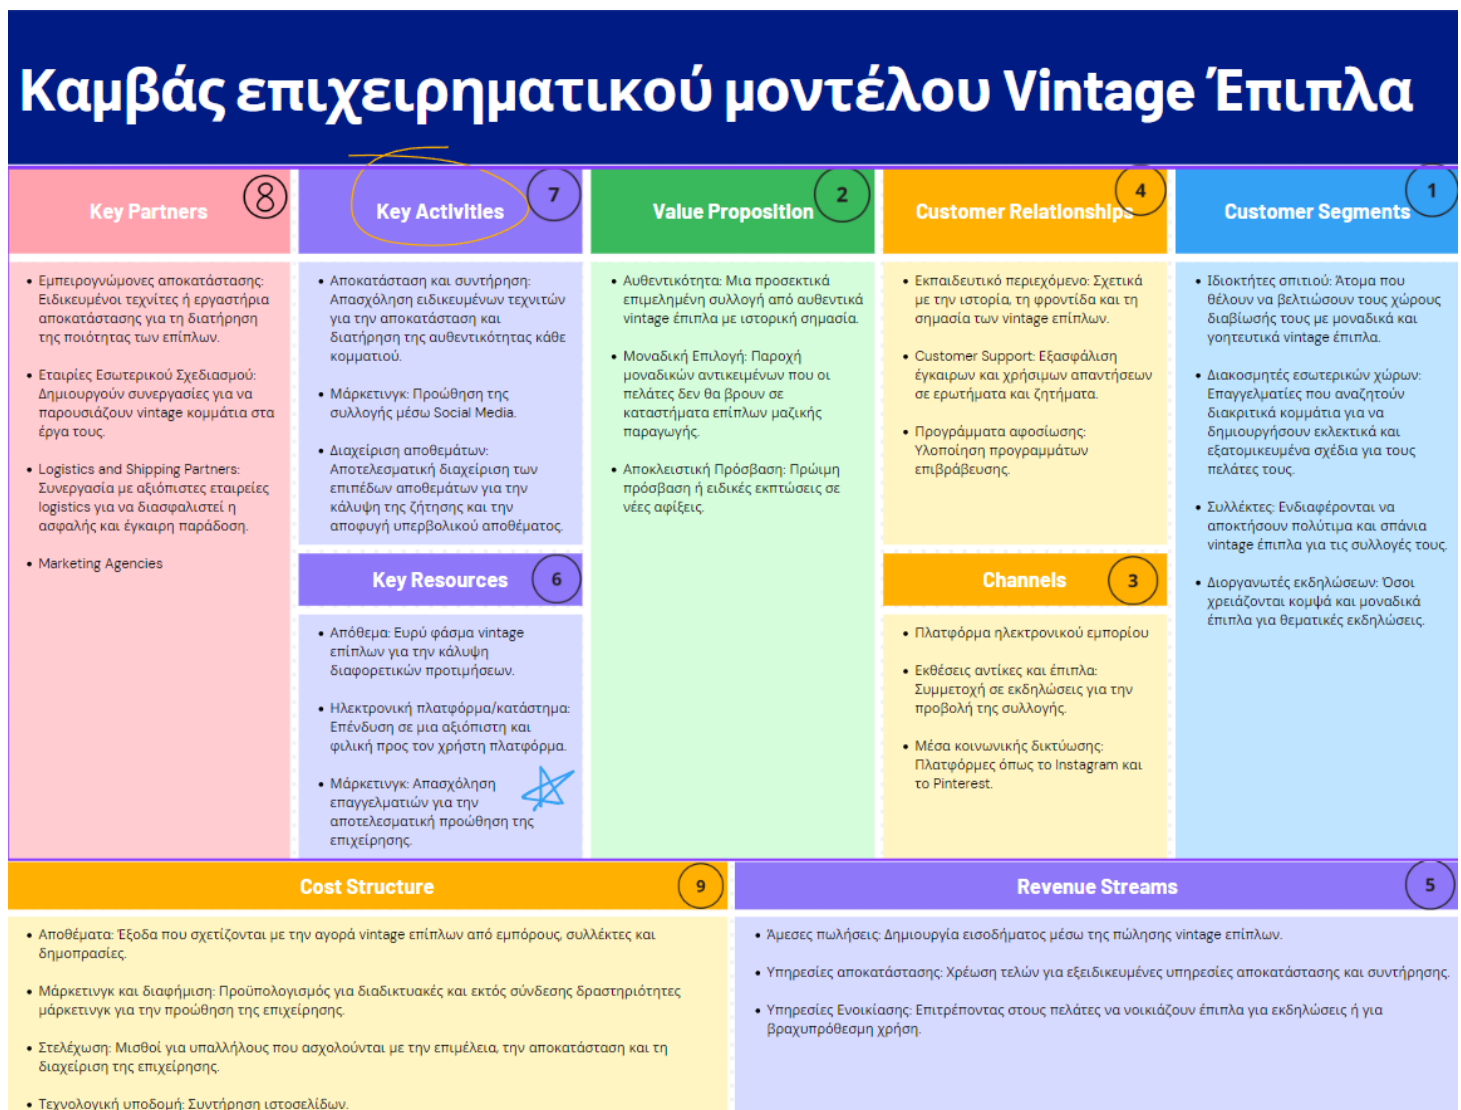 Καμβάς επιχειρηματικού μοντέλου Vintage Έπιπλα
Key Partners
8
• Εμπειρογνώμονες αποκατάστασης:
Ειδικευμένοι τεχνίτες ή εργαστήρια
αποκατάστασης για τη διατήρηση
της ποιότητας των επίπλων.
• Εταιρίες Εσωτερικού Σχεδιασμού:
Δημιουργούν συνεργασίες για να
παρουσιάζουν vintage κομμάτια στα
έργα τους.
• Logistics and Shipping Partners:
Συνεργασία με αξιόπιστες εταιρείες
logistics για να διασφαλιστεί η
ασφαλής και έγκαιρη παράδοση.
• Marketing Agencies
Key Activities
7
• Αποκατάσταση και συντήρηση:
Απασχόληση ειδικευμένων τεχνιτών
για την αποκατάσταση και
διατήρηση της αυθεντικότητας κάθε
κομματιού.
• Μάρκετινγκ: Προώθηση της
συλλογής μέσω Social Media.
• Διαχείριση αποθεμάτων:
Αποτελεσματική διαχείριση των
επιπέδων αποθεμάτων για την
κάλυψη της ζήτησης και την
αποφυγή υπερβολικού αποθέματος.
Key Resources
6
• Απόθεμα: Ευρύ φάσμα vintage
επίπλων για την κάλυψη
διαφορετικών προτιμήσεων.
• Ηλεκτρονική πλατφόρμα/κατάστημα:
Επένδυση σε μια αξιόπιστη και
φιλική προς τον χρήστη πλατφόρμα.
• Μάρκετινγκ: Απασχόληση
επαγγελματιών για την
αποτελεσματική προώθηση της
επιχείρησης.
Value Proposition
2
• Αυθεντικότητα: Μια προσεκτικά
επιμελημένη συλλογή από αυθεντικά
vintage έπιπλα με ιστορική σημασία.
• Μοναδική Επιλογή: Παροχή
μοναδικών αντικειμένων που οι
πελάτες δεν θα βρουν σε
καταστήματα επίπλων μαζικής
παραγωγής.
• Αποκλειστική Πρόσβαση: Πρώιμη
πρόσβαση ή ειδικές εκπτώσεις σε
νέες αφίξεις.
Customer Relationships
4
• Εκπαιδευτικό περιεχόμενο: Σχετικά
με την ιστορία, τη φροντίδα και τη
σημασία των vintage επίπλων.
• Customer Support: Εξασφάλιση
έγκαιρων και χρήσιμων απαντήσεων
σε ερωτήματα και ζητήματα.
• Προγράμματα αφοσίωσης:
Υλοποίηση προγραμμάτων
επιβράβευσης.
Channels
3
• Πλατφόρμα ηλεκτρονικού εμπορίου
• Εκθέσεις αντίκες και έπιπλα:
Συμμετοχή σε εκδηλώσεις για την
προβολή της συλλογής.
• Μέσα κοινωνικής δικτύωσης:
Πλατφόρμες όπως το Instagram και
το Pinterest.
Customer Segments
1
• Ιδιοκτήτες σπιτιού: Άτομα που
θέλουν να βελτιώσουν τους χώρους
διαβίωσής τους με μοναδικά και
γοητευτικά vintage έπιπλα.
• Διακοσμητές εσωτερικών χώρων:
Επαγγελματίες που αναζητούν
διακριτικά κομμάτια για να
δημιουργήσουν εκλεκτικά και
εξατομικευμένα σχέδια για τους
πελάτες τους.
• Συλλέκτες: Ενδιαφέρονται να
αποκτήσουν πολύτιμα και σπάνια
vintage έπιπλα για τις συλλογές τους.
• Διοργανωτές εκδηλώσεων: Όσοι
χρειάζονται κομψά και μοναδικά
έπιπλα για θεματικές εκδηλώσεις.
Cost Structure
9
• Αποθέματα: Έξοδα που σχετίζονται με την αγορά vintage επίπλων από εμπόρους, συλλέκτες και
δημοπρασίες.
• Μάρκετινγκ και διαφήμιση: Προϋπολογισμός για διαδικτυακές και εκτός σύνδεσης δραστηριότητες
μάρκετινγκ για την προώθηση της επιχείρησης.
• Στελέχωση: Μισθοί για υπαλλήλους που ασχολούνται με την επιμέλεια, την αποκατάσταση και τη
διαχείριση της επιχείρησης.
• Τεχνολογική υποδομή: Συντήρηση ιστοσελίδων.
Revenue Streams
5
• Άμεσες πωλήσεις: Δημιουργία εισοδήματος μέσω της πώλησης vintage επίπλων.
• Υπηρεσίες αποκατάστασης: Χρέωση τελών για εξειδικευμένες υπηρεσίες αποκατάστασης και συντήρησης.
• Υπηρεσίες Ενοικίασης: Επιτρέποντας στους πελάτες να νοικιάζουν έπιπλα για εκδηλώσεις ή για
βραχυπρόθεσμη χρήση.